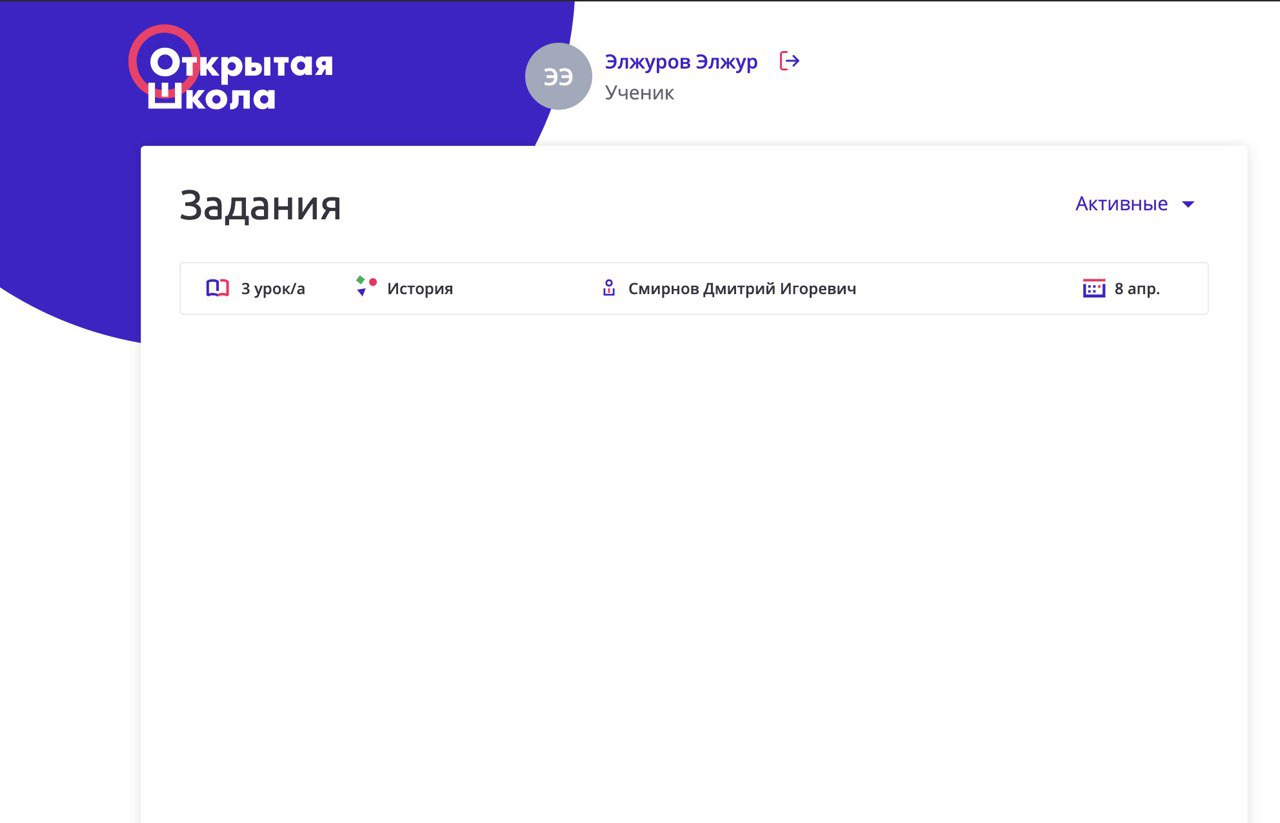 Открытая
Школа
ЭЭ
Элжуров Элжур
Ученик
Задания
Активные
3 урок/а История Смирнов Дмитрий Игоревич 8 апр.